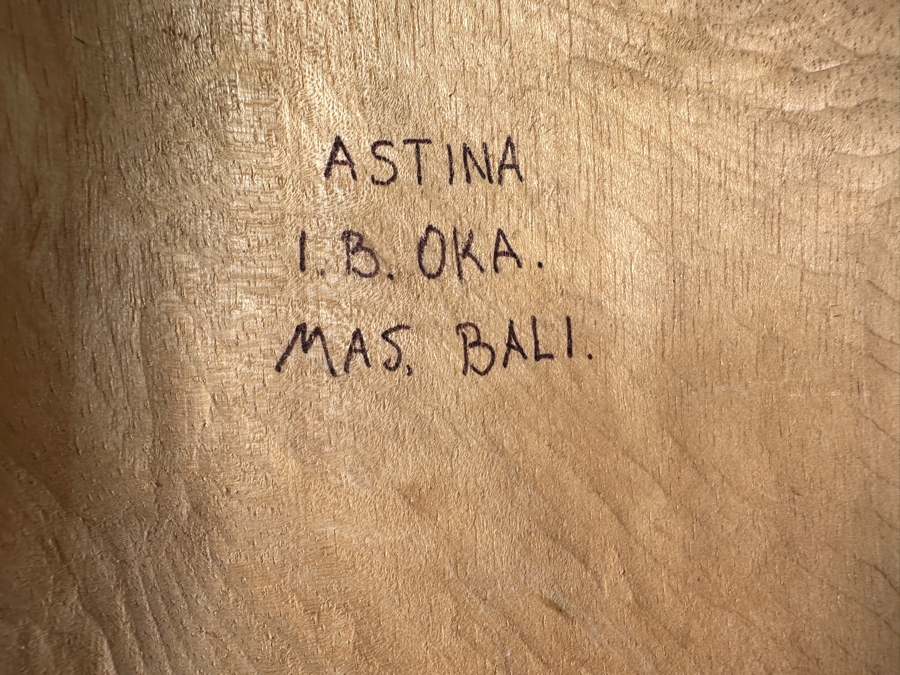 ASTINA
I. B. OKA.
MAS, BALI.